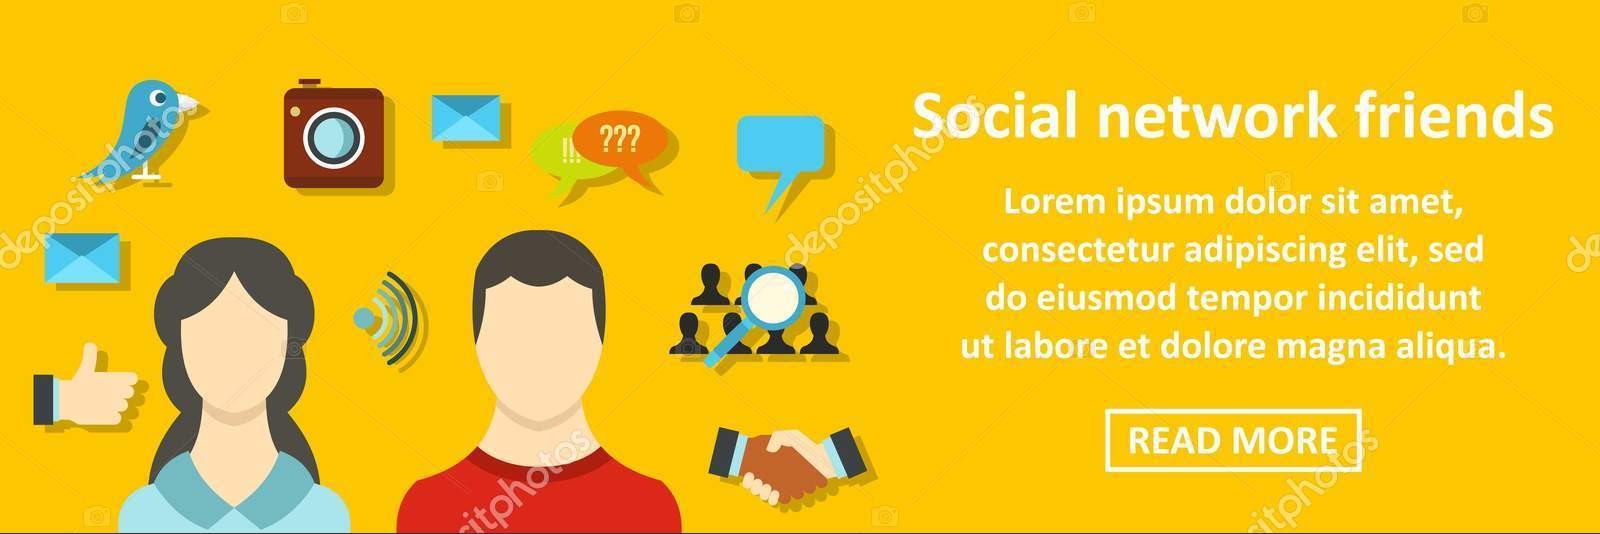 Social network friends
!!! ???
Lorem ipsum dolor sit amet,
consectetur adipiscing elit, sed
do eiusmod tempor incididunt
ut labore et dolore magna aliqua.
READ MORE
depositphotos